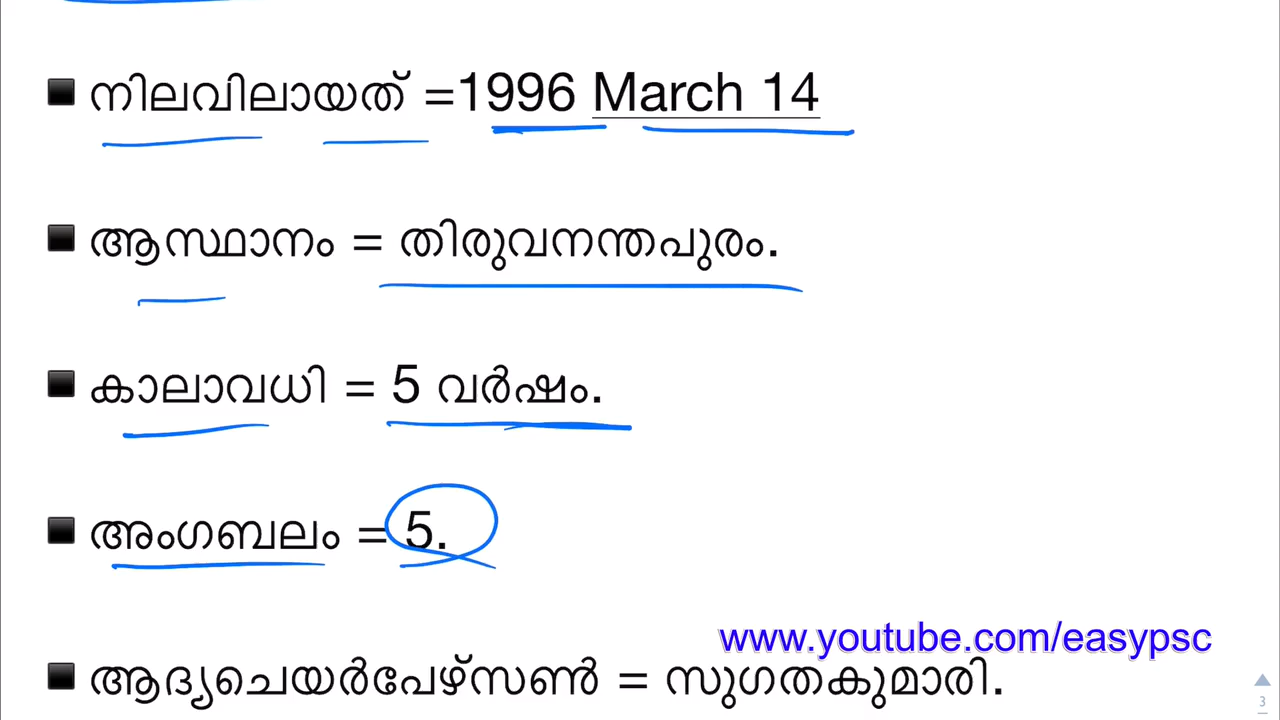 നിലവിലായത് =1996 March 14
ആസ്ഥാനം = തിരുവനന്തപുരം.
കാലാവധി = 5 വർഷം.
അംഗബലം = 5.
www.youtube.com/easypsc
ആദ്യചെയർപേഴ്സൺ = സുഗതകുമാരി.
3